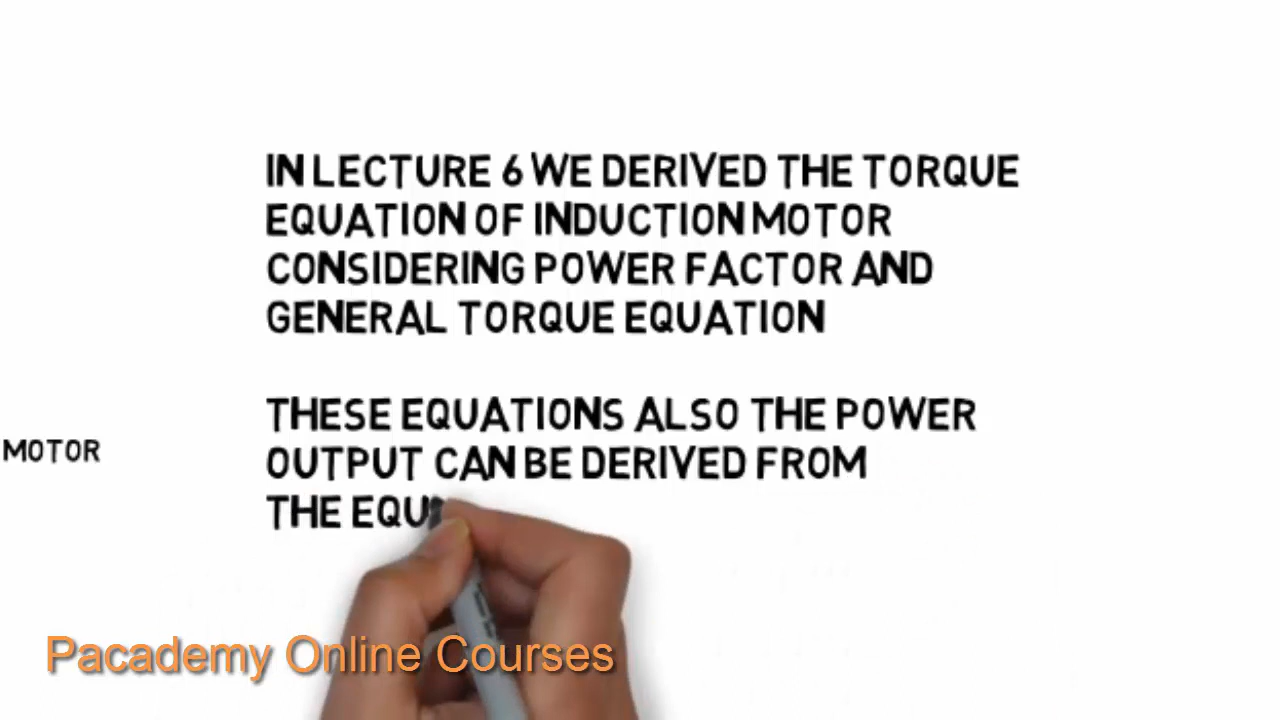 IN LECTURE 6 WE DERIVED THE TORQUE
EQUATION OF INDUCTION MOTOR
CONSIDERING POWER FACTOR AND
GENERAL TORQUE EQUATION
THESE EQUATIONS ALSO THE POWER
OUTPUT CAN BE DERIVED FROM
THE EQU
MOTOR
Pacademy Online Courses